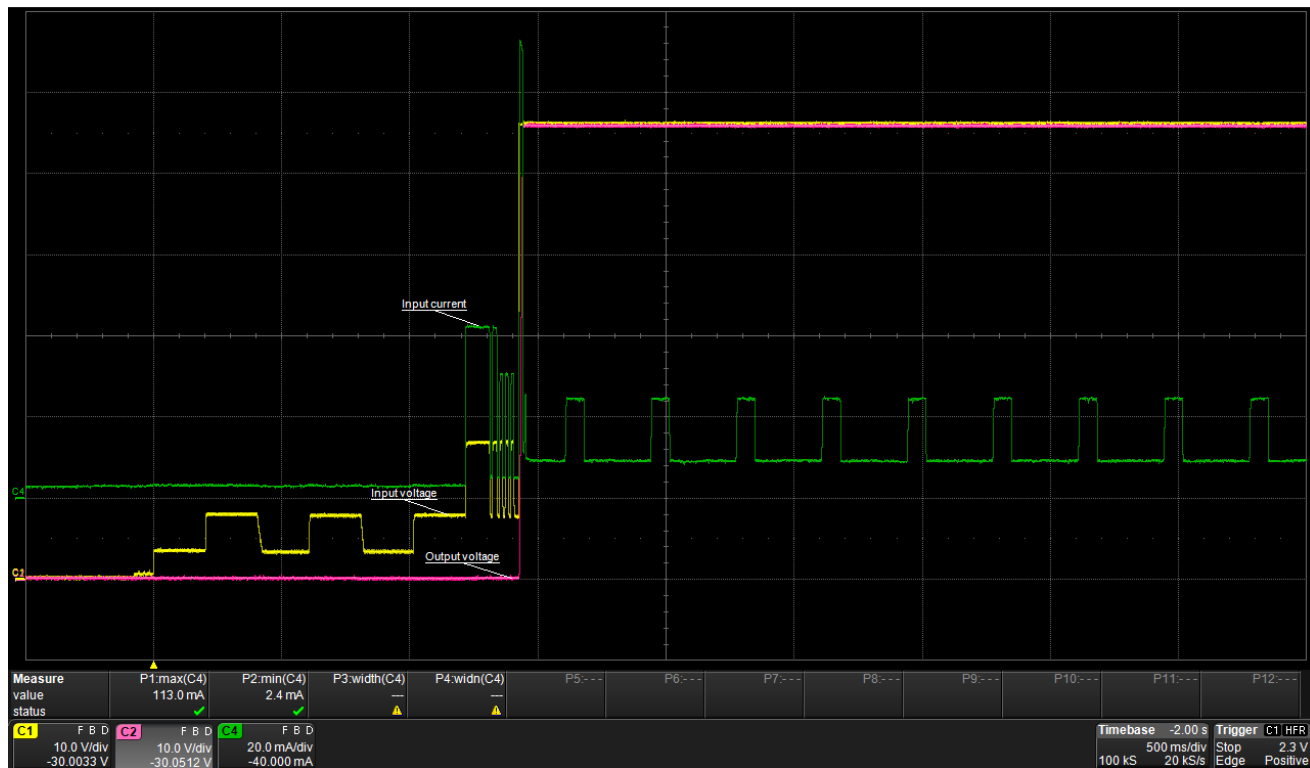 Input current
C4
Input voltage
Output voltage
Measure P1:max(C4) P2:min(C4) P3:width(C4) P4:widn(C4) P5:--- P6:--- P7:--- P8:--- P9:--- P10:--- P11:--- P12:---
value 113.0 mA 2.4 mA --- ---
status
C1 F B D C2 F B D C4 F B D Timebase -2.00 s Trigger C1 HFR
10.0 V/div 10.0 V/div 20.0 mA/div 500 ms/div Stop 2.3 V
-30.0033 V -30.0512 V -40.000 mA 100 kS 20 kS/s Edge Positive